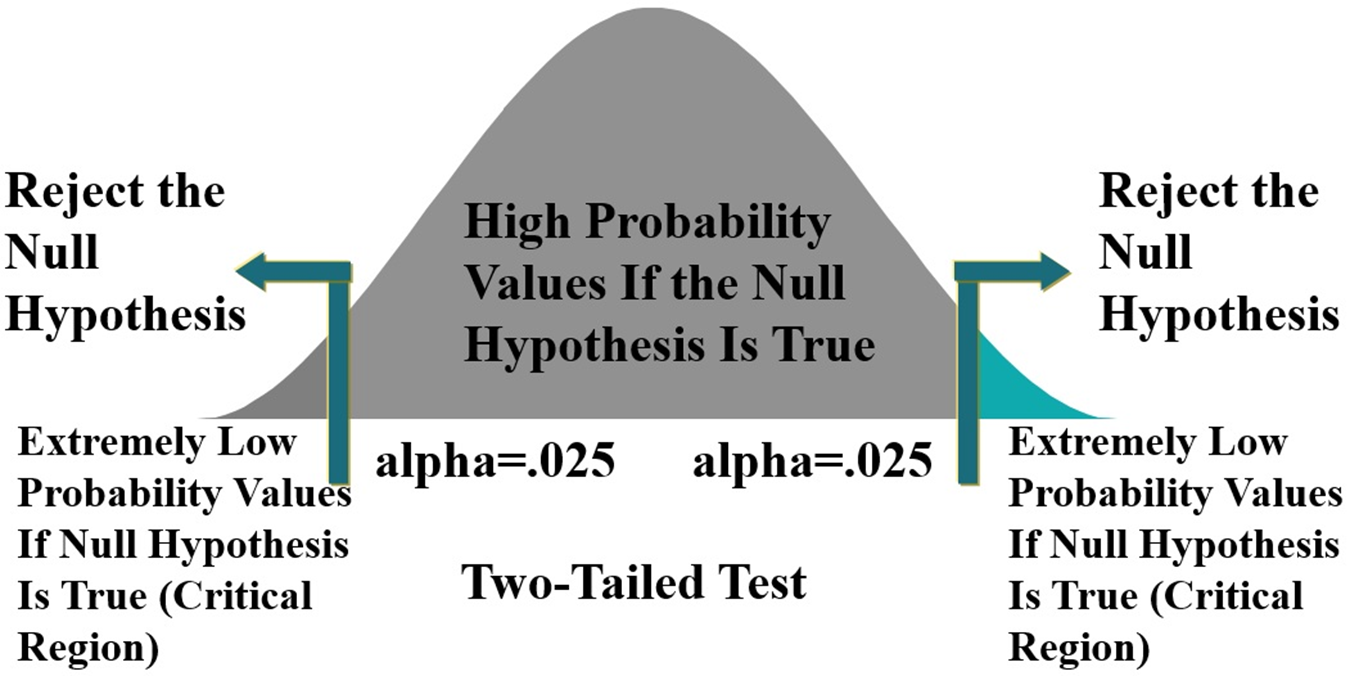 Reject the
Null
Hypothesis
High Probability
Values If the Null
Hypothesis Is True
Reject the
Null
Hypothesis
Extremely Low
Probability Values
If Null Hypothesis
Is True (Critical
Region)
alpha=.025
alpha=.025
Two-Tailed Test
Extremely Low
Probability Values
If Null Hypothesis
Is True (Critical
Region)